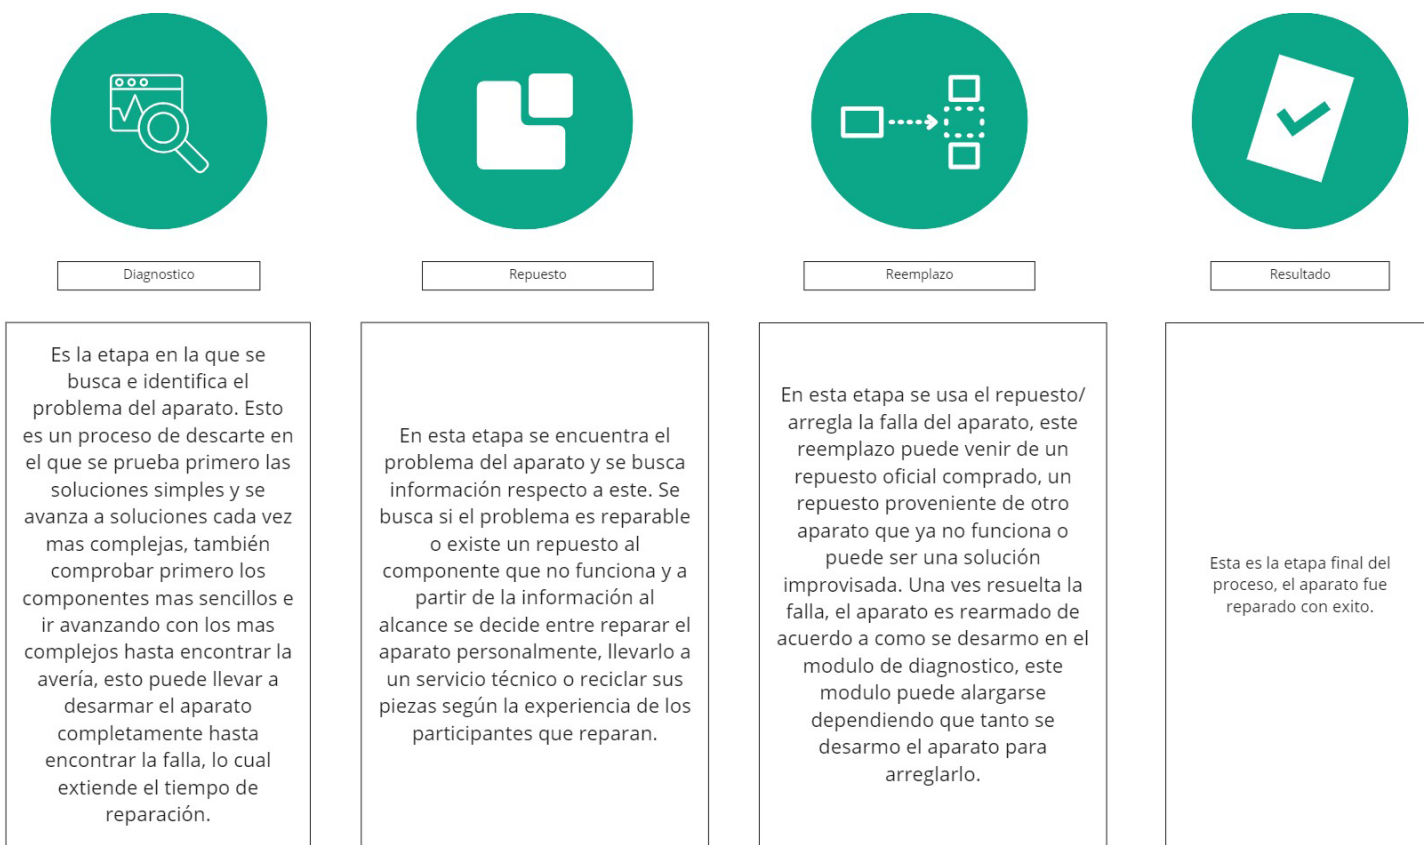 Diagnostico
Repuesto
Reemplazo
Resultado
Es la etapa en la que se
busca e identifica el
problema del aparato. Esto
es un proceso de descarte en
el que se prueba primero las
soluciones simples y se
avanza a soluciones cada vez
mas complejas, también
comprobar primero los
componentes mas sencillos e
ir avanzando con los mas
complejos hasta encontrar la
avería, esto puede llevar a
desarmar el aparato
completamente hasta
encontrar la falla, lo cual
extiende el tiempo de
reparación.
En esta etapa se encuentra el
problema del aparato y se busca
información respecto a este. Se
busca si el problema es reparable
o existe un repuesto al
componente que no funciona y a
partir de la información al
alcance se decide entre reparar el
aparato personalmente, llevarlo a
un servicio técnico o reciclar sus
piezas según la experiencia de los
participantes que reparan.
En esta etapa se usa el repuesto/
arregla la falla del aparato, este
reemplazo puede venir de un
repuesto oficial comprado, un
repuesto proveniente de otro
aparato que ya no funciona o
puede ser una solución
improvisada. Una ves resuelta la
falla, el aparato es rearmado de
acuerdo a como se desarmo en el
modulo de diagnostico, este
modulo puede alargarse
dependiendo que tanto se
desarmo el aparato para
arreglarlo.
Esta es la etapa final del
proceso, el aparato fue
reparado con exito.